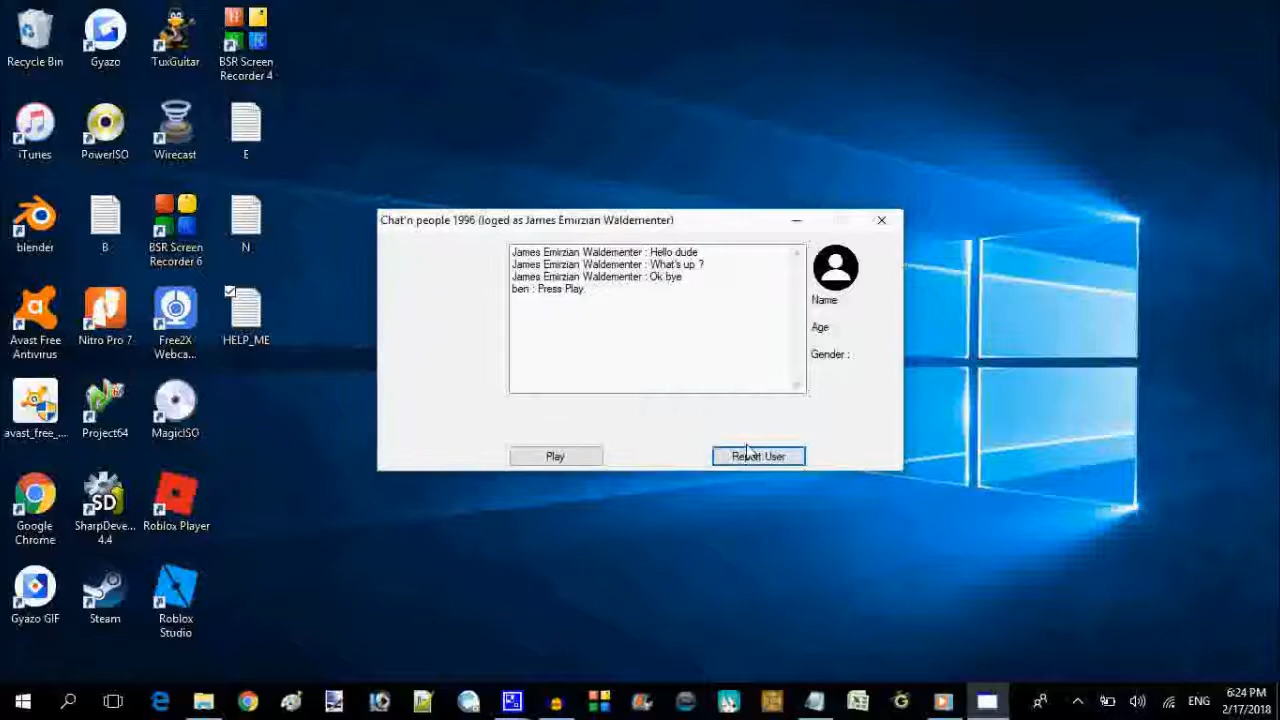 Recycle Bin
Gyazo
TuxGuitar
BSR Screen
Recorder 4
iTunes
PowerISO
Wirecast
E
blender
B
BSR Screen
Recorder 6
N
Avast Free
Antivirus
Nitro Pro 7
Free2X
Webca...
HELP_ME
avast_free_...
Project64
MagicISO
Google
Chrome
SD
SharpDeve...
4.4
Roblox Player
Gyazo GIF
Steam
Roblox
Studio
Chat'n people 1996 (loged as James Emirzian Waldementer)
James Emirzian Waldementer : Hello dude
James Emirzian Waldementer : What's up ?
James Emirzian Waldementer : Ok bye
ben : Press Play.
Name
Age
Gender :
Play
Report User
ENG
6:24 PM
2/17/2018